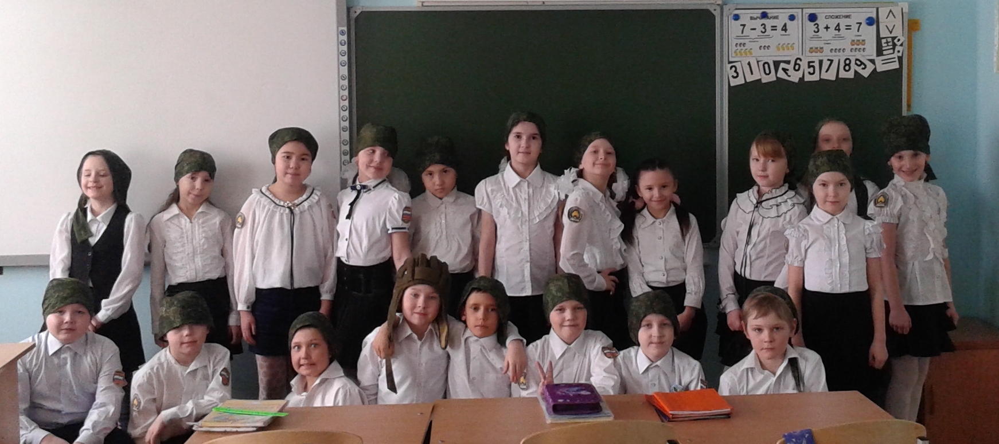 ВЫЧИТАНИЕ
7 - 3 = 4
СЛОЖЕНИЕ
3 + 4 = 7
3 1 0 6 5 7 8 9